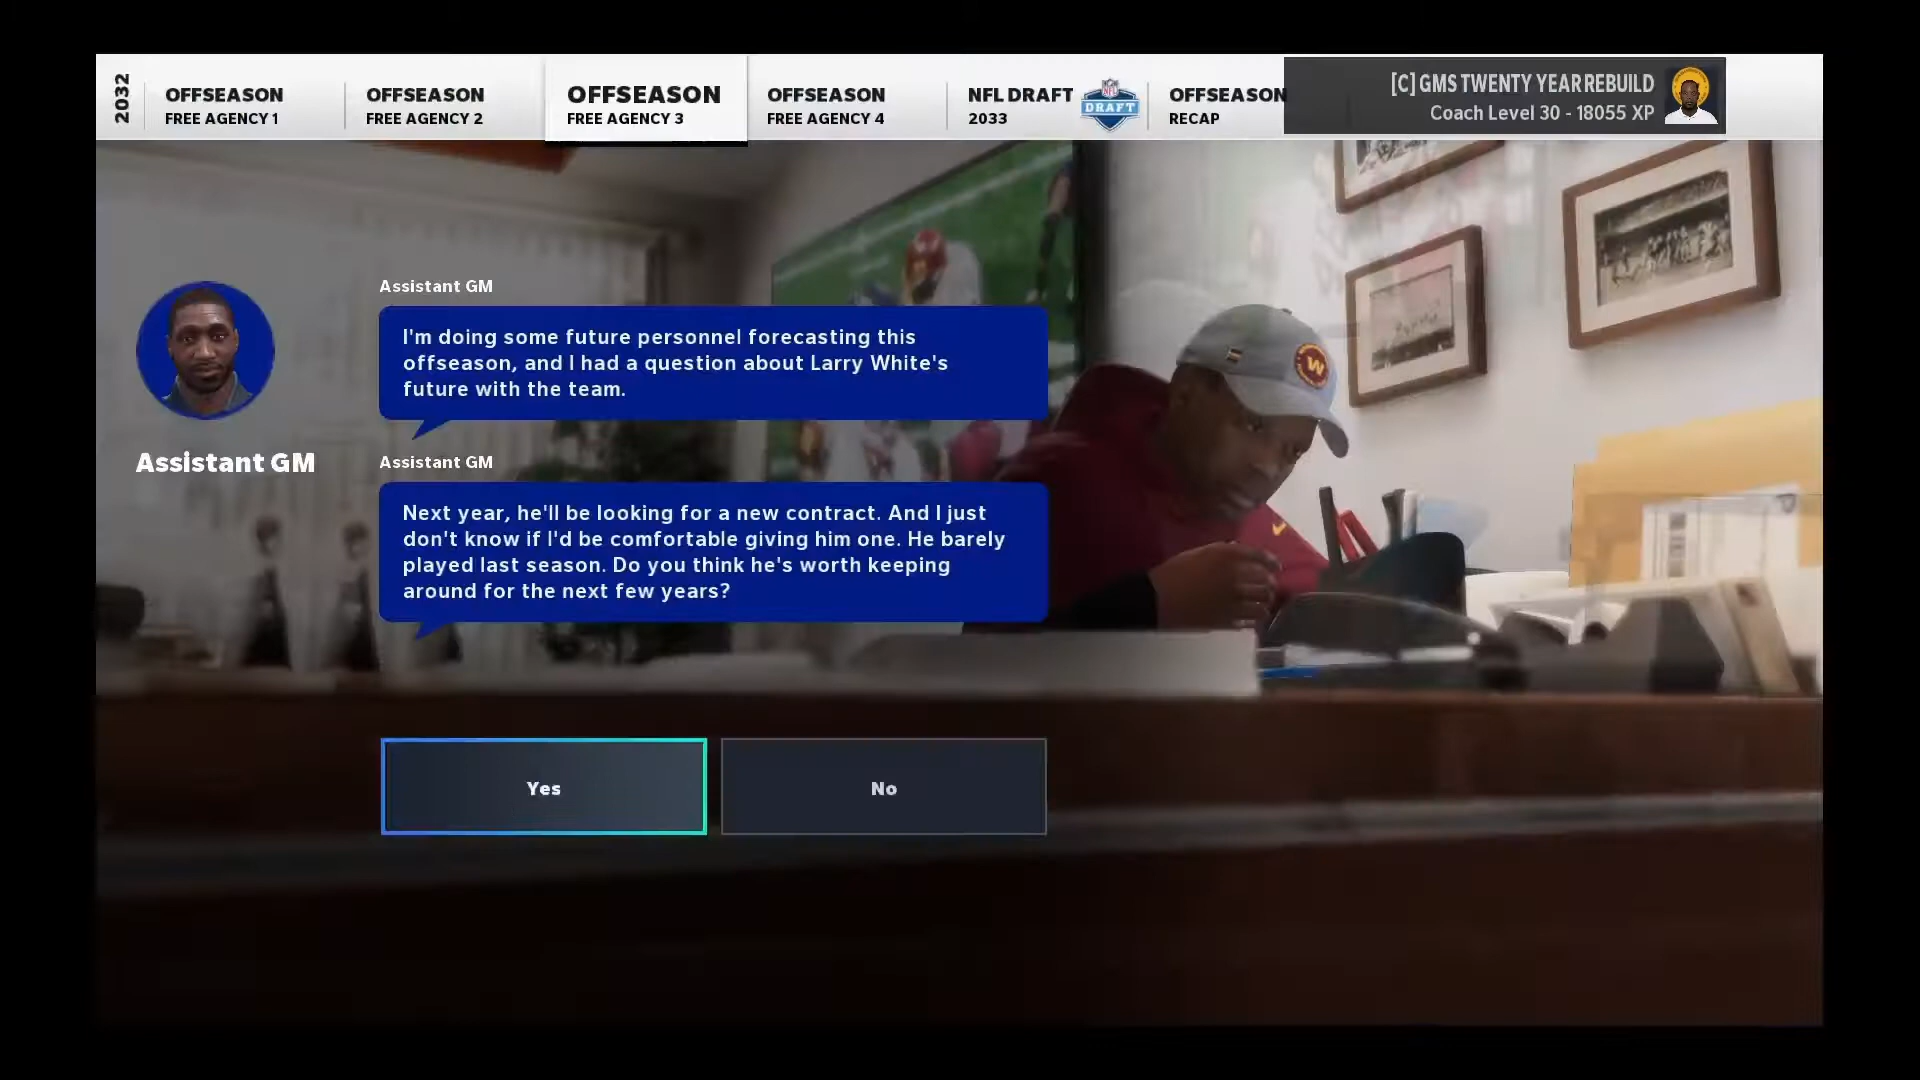 2032
OFFSEASON
FREE AGENCY 1
OFFSEASON
FREE AGENCY 2
OFFSEASON
FREE AGENCY 3
OFFSEASON
FREE AGENCY 4
NFL DRAFT
2033
NFL
DRAFT
OFFSEASON
RECAP
[C] GMS TWENTY YEAR REBUILD
Coach Level 30 - 18055 XP
Assistant GM
Assistant GM
I'm doing some future personnel forecasting this
offseason, and I had a question about Larry White's
future with the team.
Assistant GM
Next year, he'll be looking for a new contract. And I just
don't know if I'd be comfortable giving him one. He barely
played last season. Do you think he's worth keeping
around for the next few years?
Yes
No
W